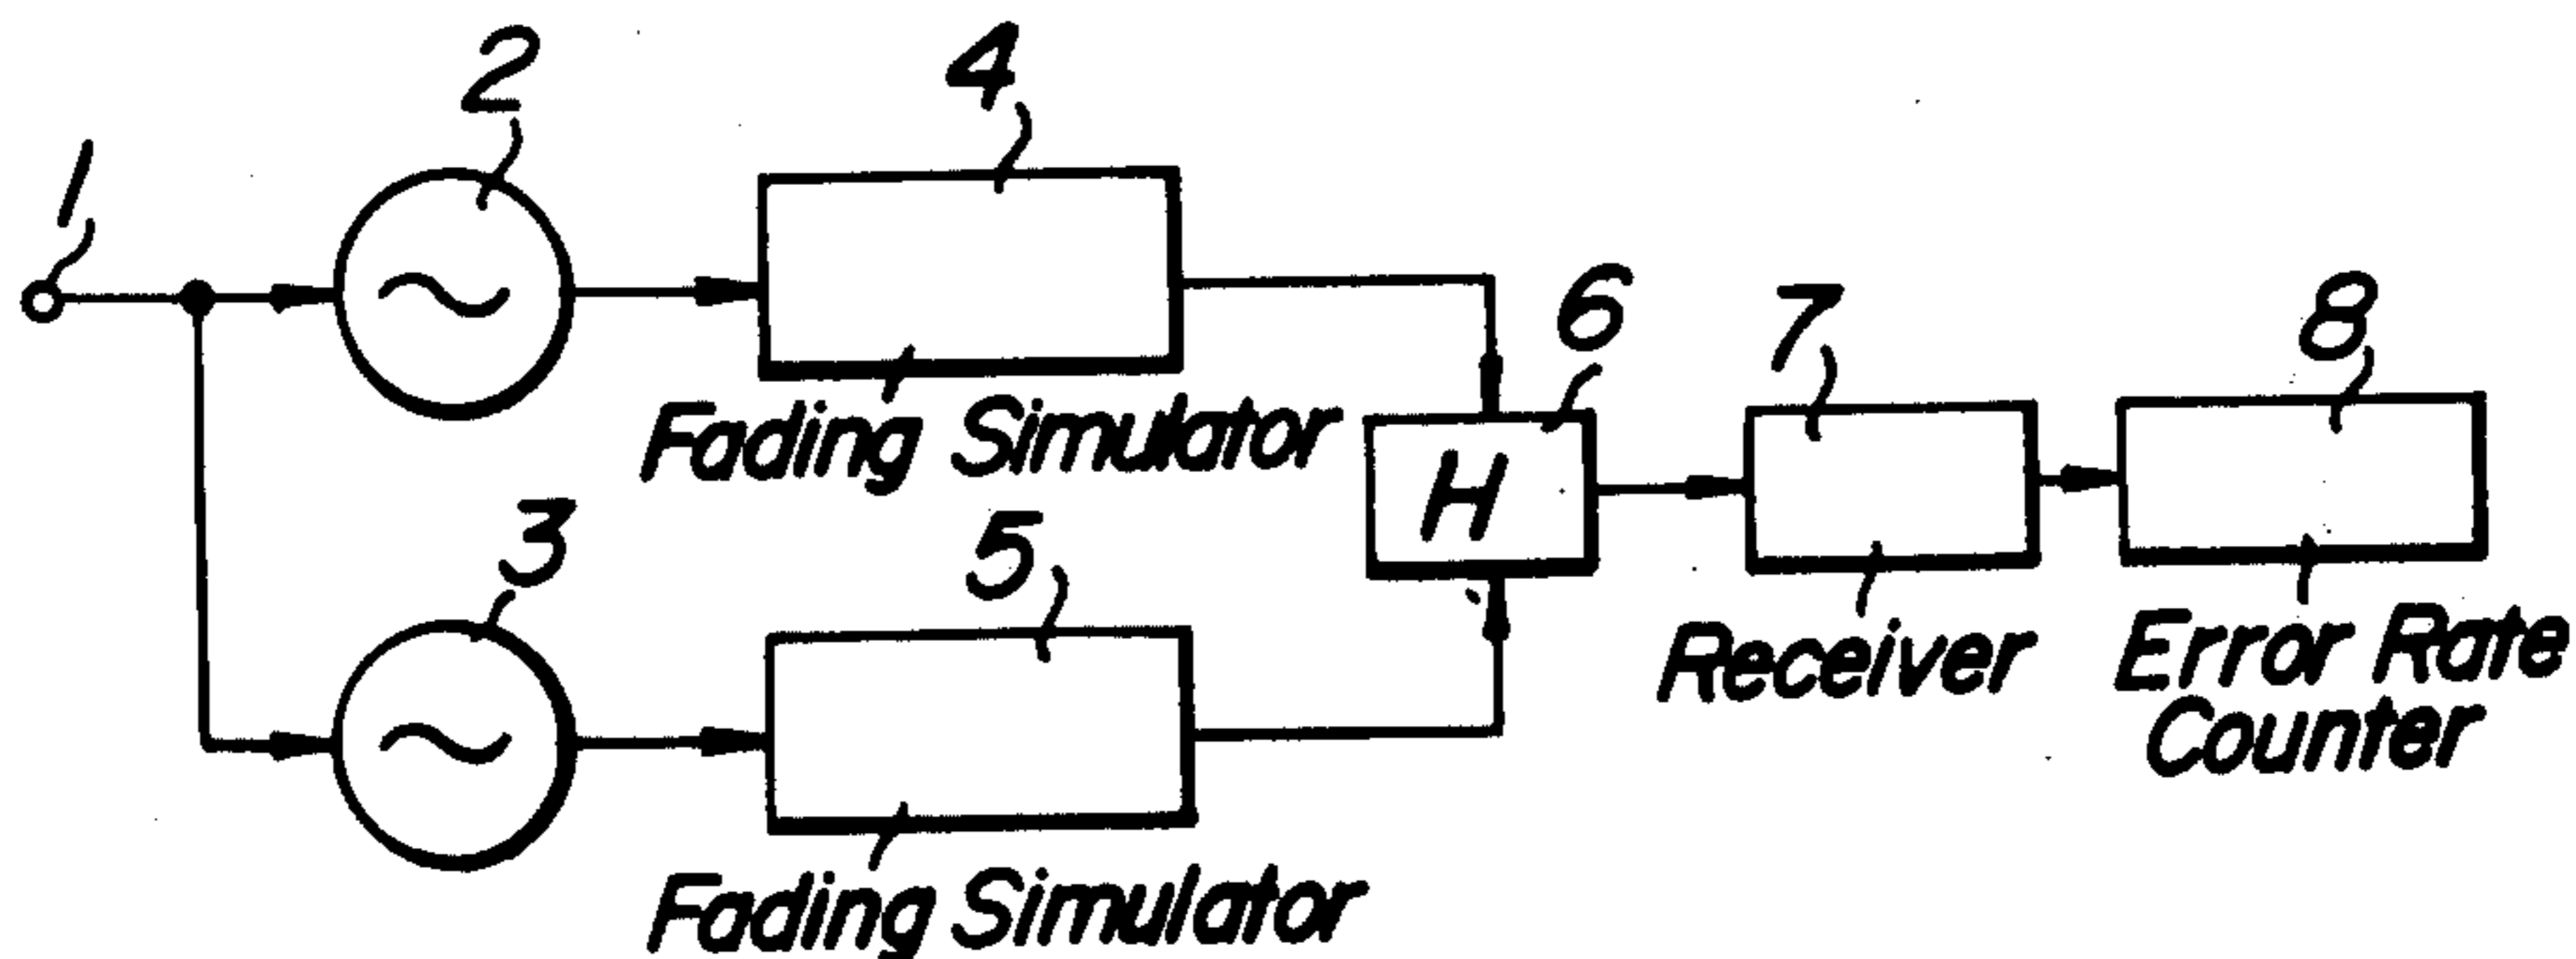 1
2
4
Fading Simulator
3
5
Fading Simulator
6
H
7
Receiver
8
Error Rate
Counter